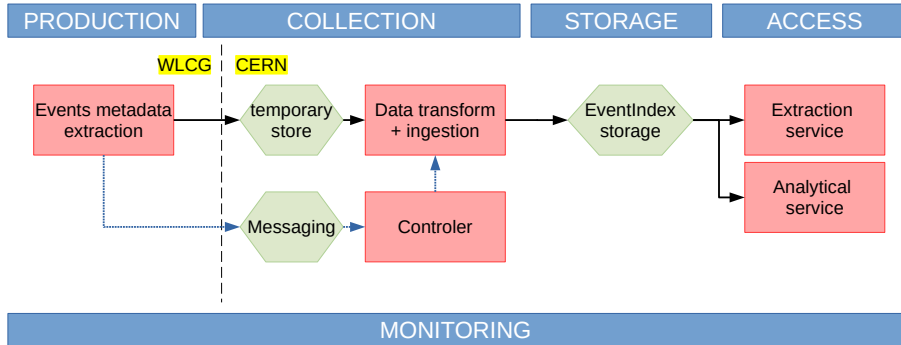 PRODUCTION
COLLECTION
STORAGE
ACCESS
WLCG
CERN
Events metadata
extraction
temporary
store
Data transform
+ ingestion
EventIndex
storage
Extraction
service
Analytical
service
Messaging
Controler
MONITORING